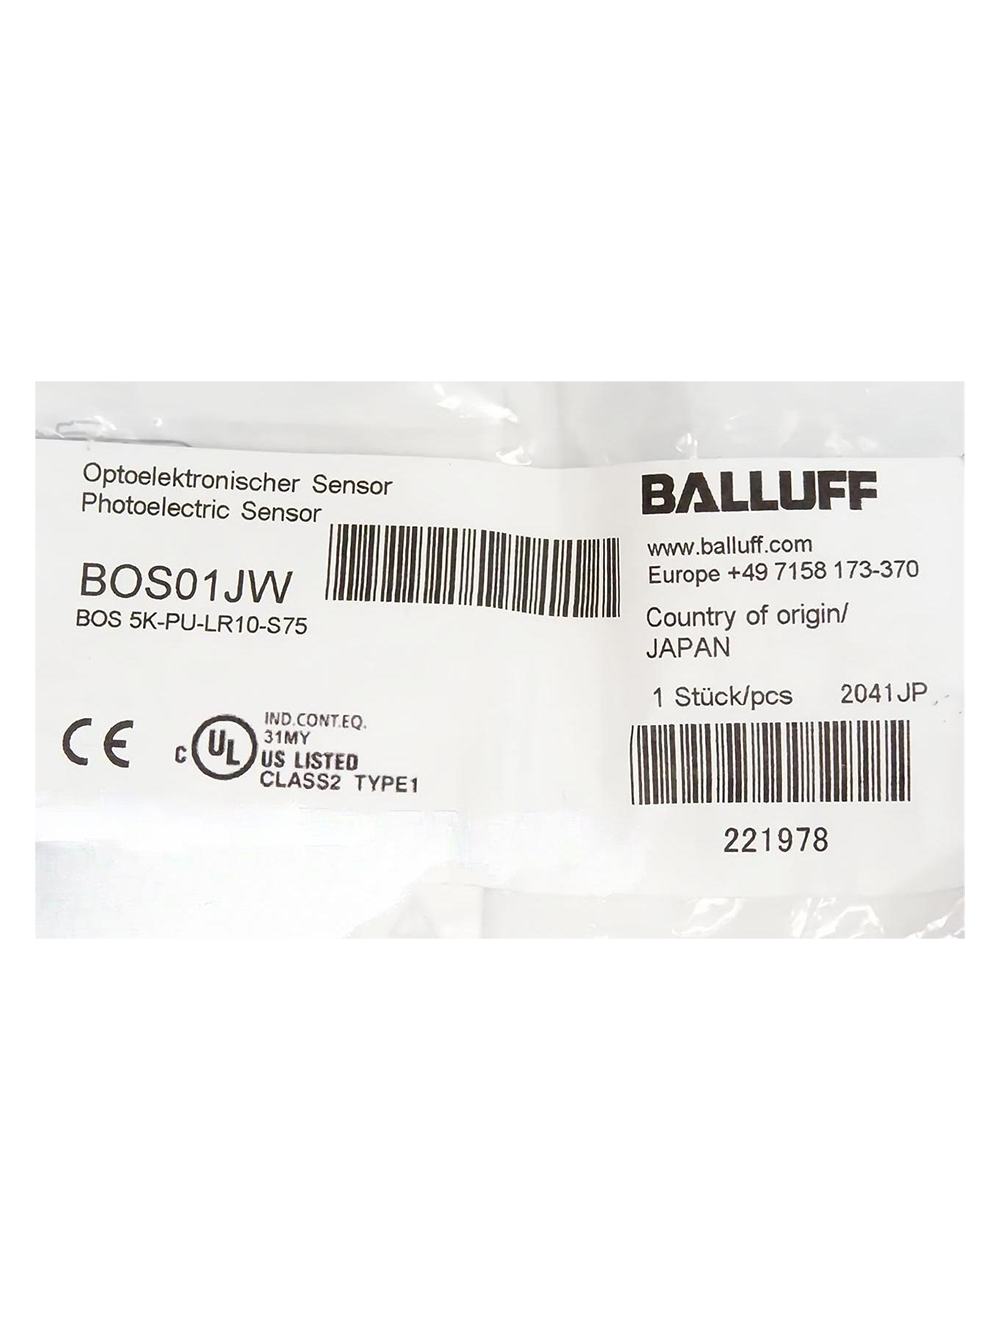 Optoelektronischer Sensor
Photoelectric Sensor
BOS01JW
BOS 5K-PU-LR10-S75
CE
C UL IND.CONT.EQ.
31MY
US LISTED
CLASS2 TYPE1
BALLUFF
www.balluff.com
Europe +49 7158 173-370
Country of origin/
JAPAN
1 Stück/pcs 2041JP
221978